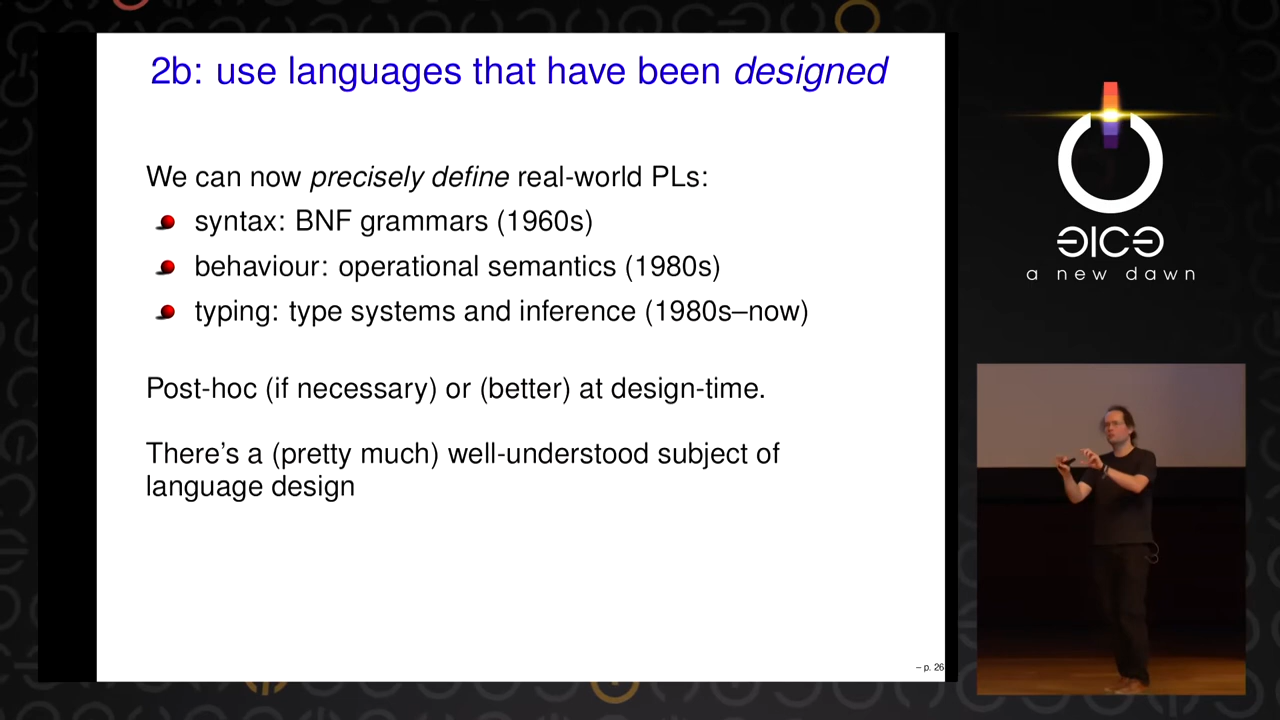 2b: use languages that have been designed
We can now precisely define real-world PLs:
syntax: BNF grammars (1960s)
behaviour: operational semantics (1980s)
typing: type systems and inference (1980s–now)
Post-hoc (if necessary) or (better) at design-time.
There's a (pretty much) well-understood subject of
language design
– p. 26
a new dawn